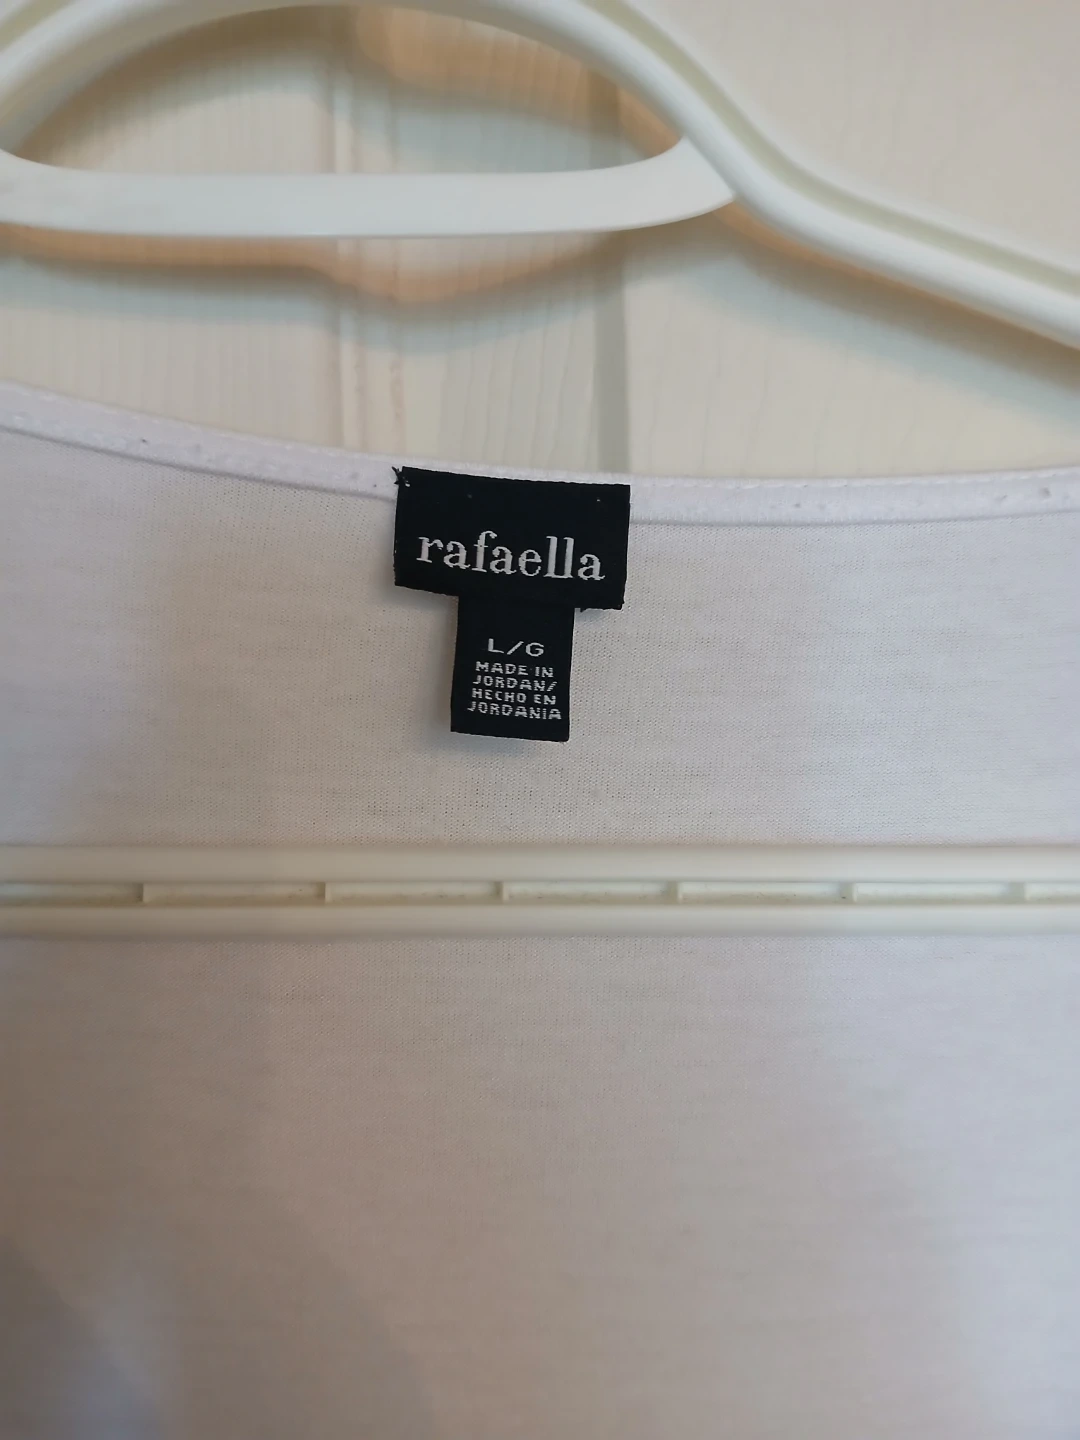 rafaella
L/G
MADE IN
JORDAN/
HECHO EN
JORDANIA